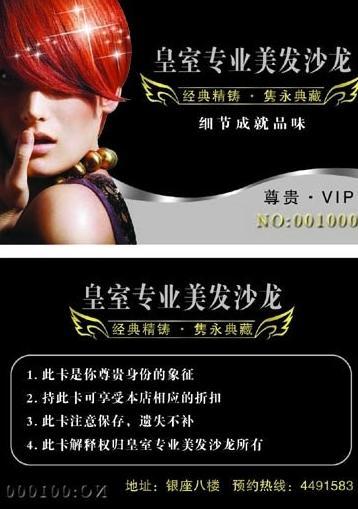 皇室专业美发沙龙
经典精铸·隽永典藏
细节成就品味
尊贵·VIP
NO:001000
皇室专业美发沙龙
经典精铸·隽永典藏
1. 此卡是你尊贵身份的象征
2. 持此卡可享受本店相应的折扣
3. 此卡注意保存，遗失不补
4. 此卡解释权归皇室专业美发沙龙所有
NO:001000
地址：银座八楼 预约热线：4491583